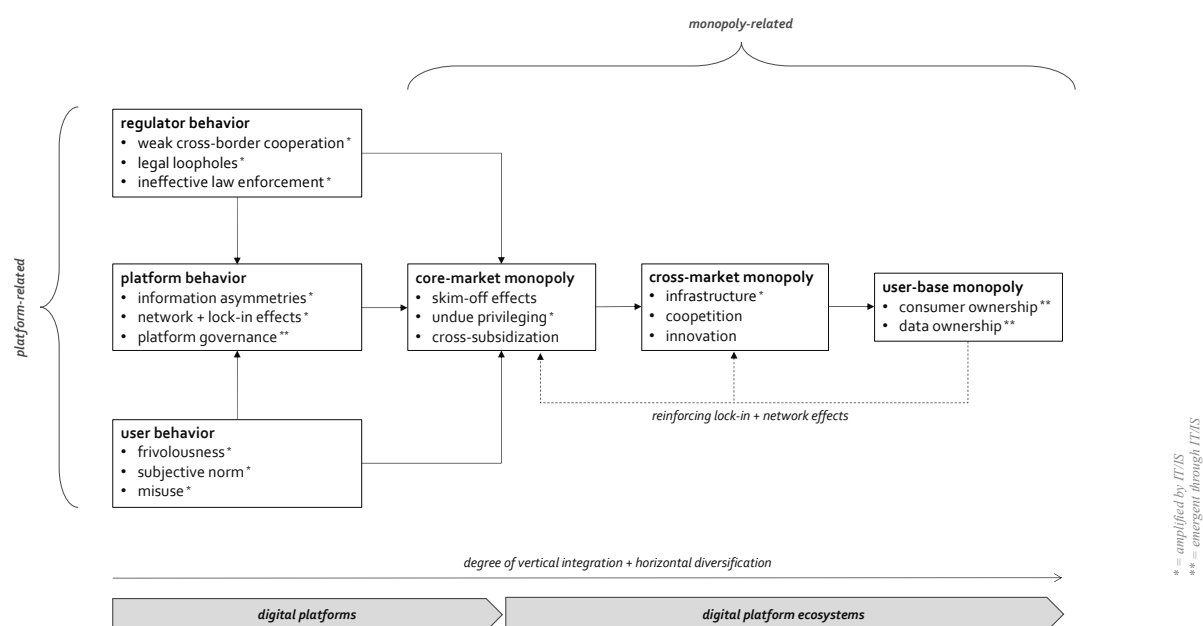 monopoly-related
platform-related
regulator behavior
• weak cross-border cooperation *
• legal loopholes *
• ineffective law enforcement *
platform behavior
• information asymmetries *
• network + lock-in effects *
• platform governance **
user behavior
• frivolousness *
• subjective norm *
• misuse *
core-market monopoly
• skim-off effects
• undue privileging *
• cross-subsidization
cross-market monopoly
• infrastructure *
• coopetition
• innovation
user-base monopoly
• consumer ownership **
• data ownership **
reinforcing lock-in + network effects
degree of vertical integration + horizontal diversification
digital platforms
digital platform ecosystems
* = amplified by IT/IS
** = emergent through IT/IS